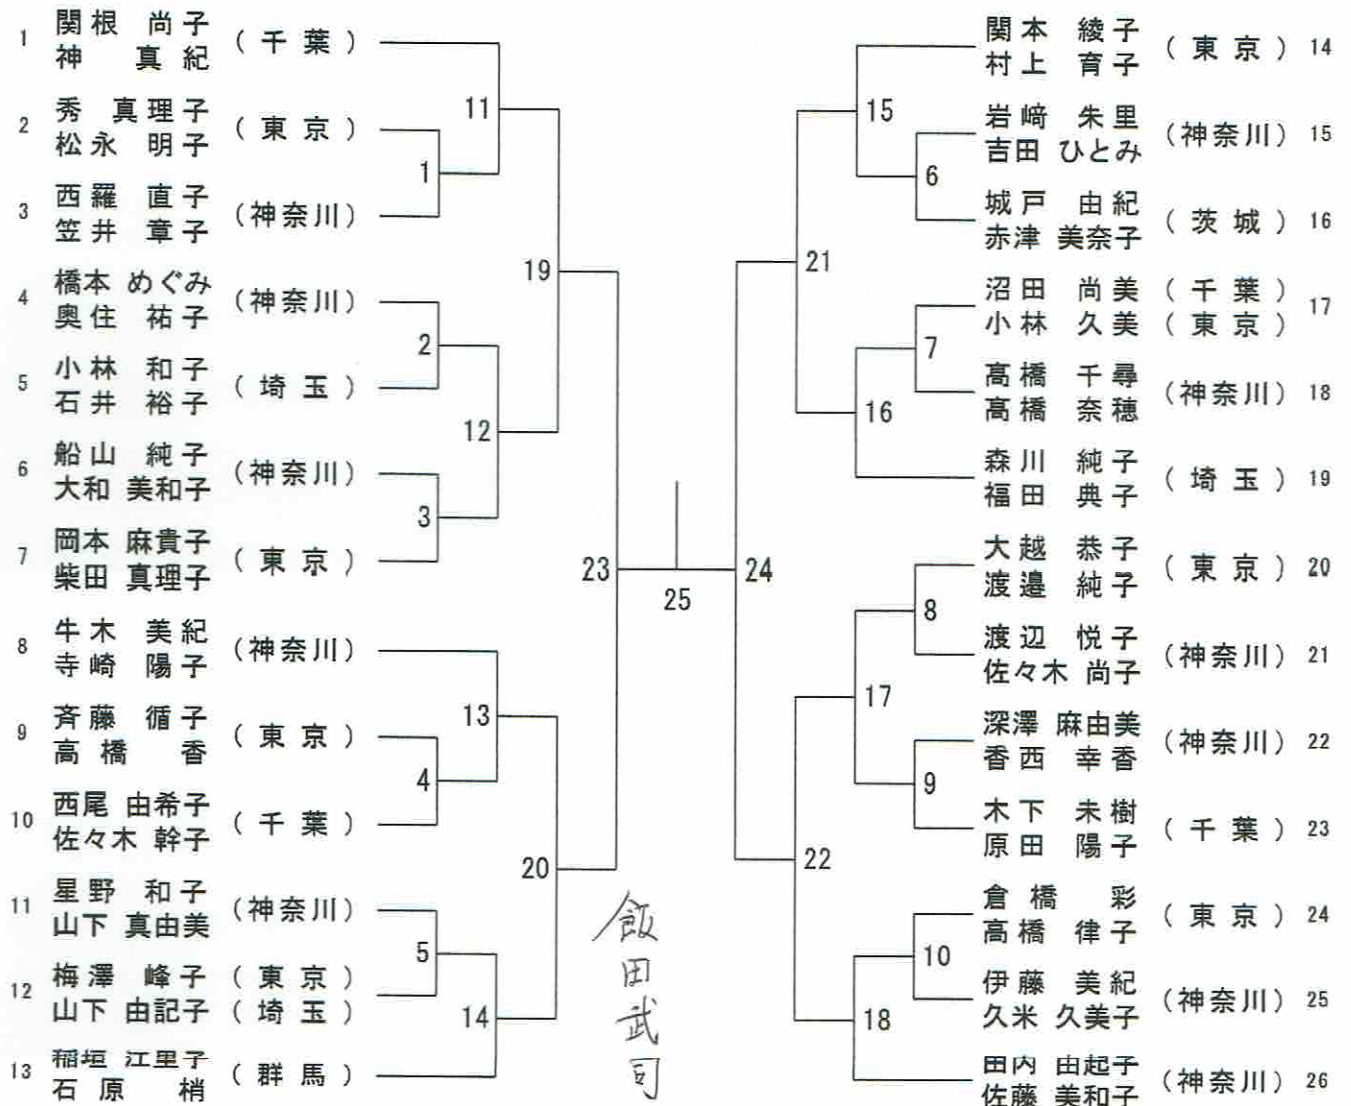 1 関根 尚子 (千葉)
神 真紀
2 秀 真理子 (東京)
松永 明子
3 西羅 直子 (神奈川)
笠井 章子
4 橋本 めぐみ (神奈川)
奥住 祐子
5 小林 和子 (埼玉)
石井 裕子
6 船山 純子 (神奈川)
大和 美和子
7 岡本 麻貴子 (東京)
柴田 真理子
8 牛木 美紀 (神奈川)
寺崎 陽子
9 斉藤 循子 (東京)
高橋 香
10 西尾 由希子 (千葉)
佐々木 幹子
11 星野 和子 (神奈川)
山下 真由美
12 梅澤 峰子 (東京)
山下 由記子 (埼玉)
13 稲垣 江里子 (群馬)
石原 梢
11
1
19
2
12
3
23
13
4
20
5
14
25
飯田武司
24
15
6
21
7
16
8
17
9
22
10
18
関本 綾子 (東京) 14
村上 育子
岩﨑 朱里 (神奈川) 15
吉田 ひとみ
城戸 由紀 (茨城) 16
赤津 美奈子
沼田 尚美 (千葉) 17
小林 久美 (東京)
髙橋 千尋 (神奈川) 18
髙橋 奈穂
森川 純子 (埼玉) 19
福田 典子
大越 恭子 (東京) 20
渡邉 純子
渡辺 悦子 (神奈川) 21
佐々木 尚子
深澤 麻由美 (神奈川) 22
香西 幸香
木下 未樹 (千葉) 23
原田 陽子
倉橋 彩 (東京) 24
高橋 律子
伊藤 美紀 (神奈川) 25
久米 久美子
田内 由起子 (神奈川) 26
佐藤 美和子